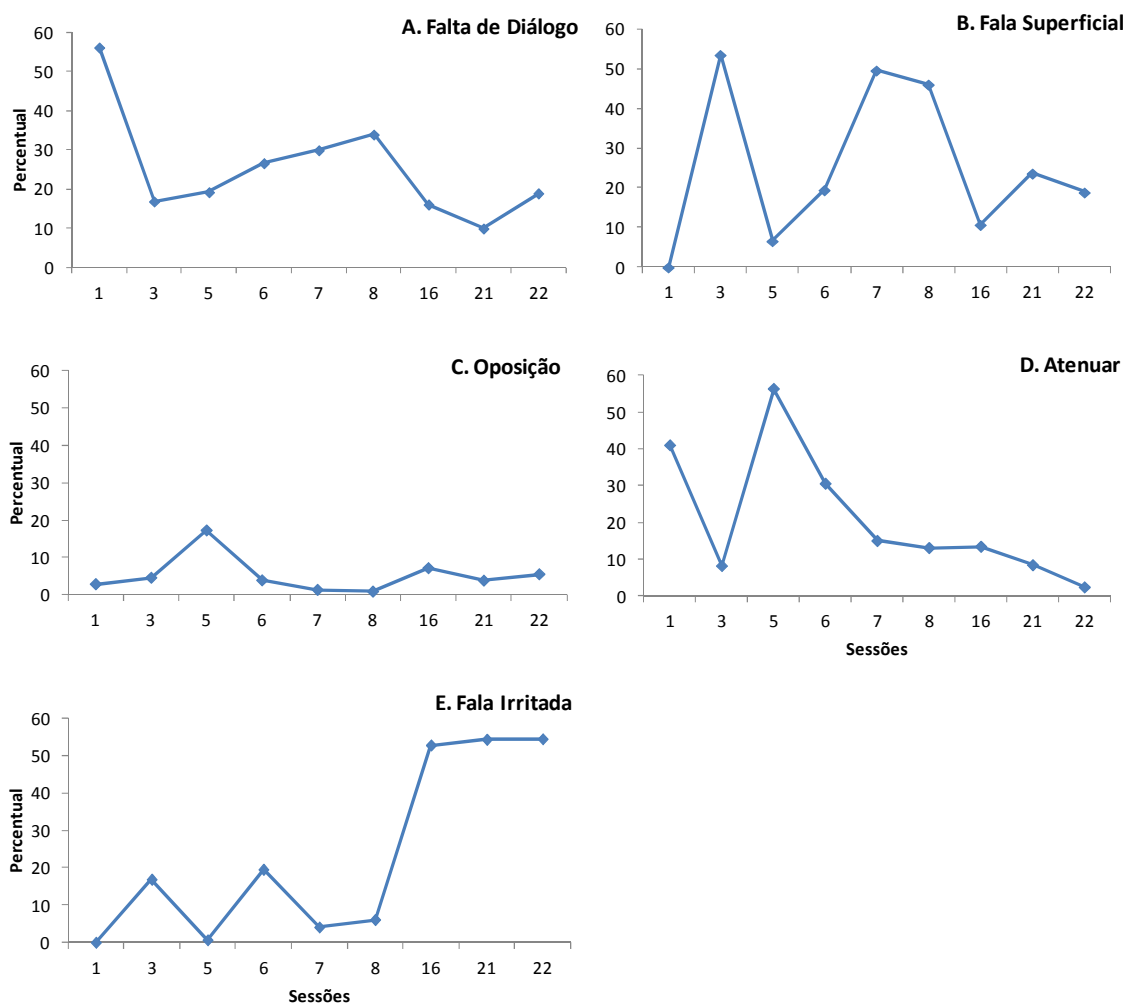 A. Falta de Diálogo
Percentual
60
50
40
30
20
10
0
1 3 5 6 7 8 16 21 22
B. Fala Superficial
60
50
40
30
20
10
0
1 3 5 6 7 8 16 21 22
C. Oposição
Percentual
60
50
40
30
20
10
0
1 3 5 6 7 8 16 21 22
D. Atenuar
60
50
40
30
20
10
0
1 3 5 6 7 8 16 21 22
Sessões
E. Fala Irritada
Percentual
60
50
40
30
20
10
0
1 3 5 6 7 8 16 21 22
Sessões